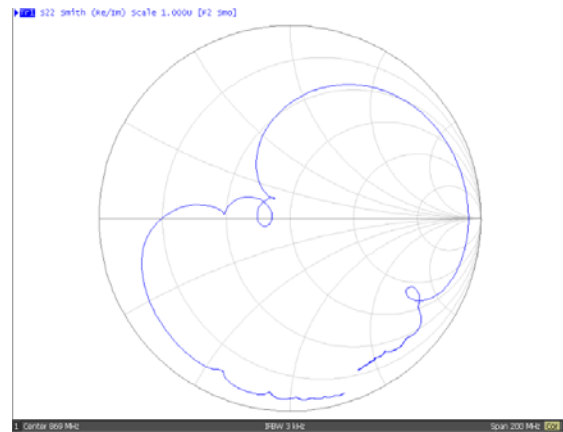 Tr1 S22 Smith (Re/Im) Scale 1.000U [F2 Smo]
1 Center 869 MHz IFBW 3 kHz Span 200 MHz Cor